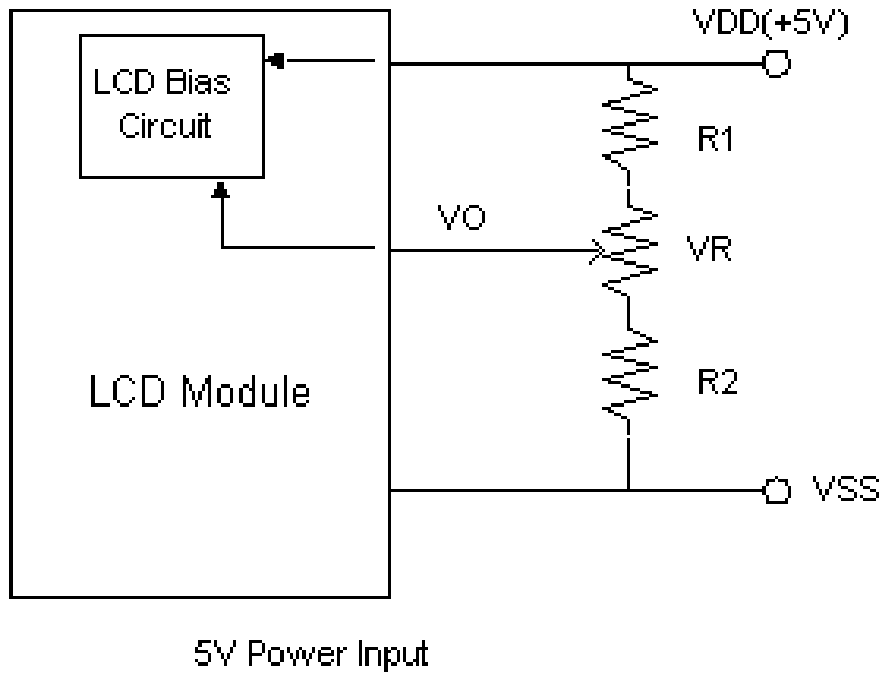 VDD(+5V)
LCD Bias
Circuit
R1
VO
VR
LCD Module
R2
VSS
5V Power Input